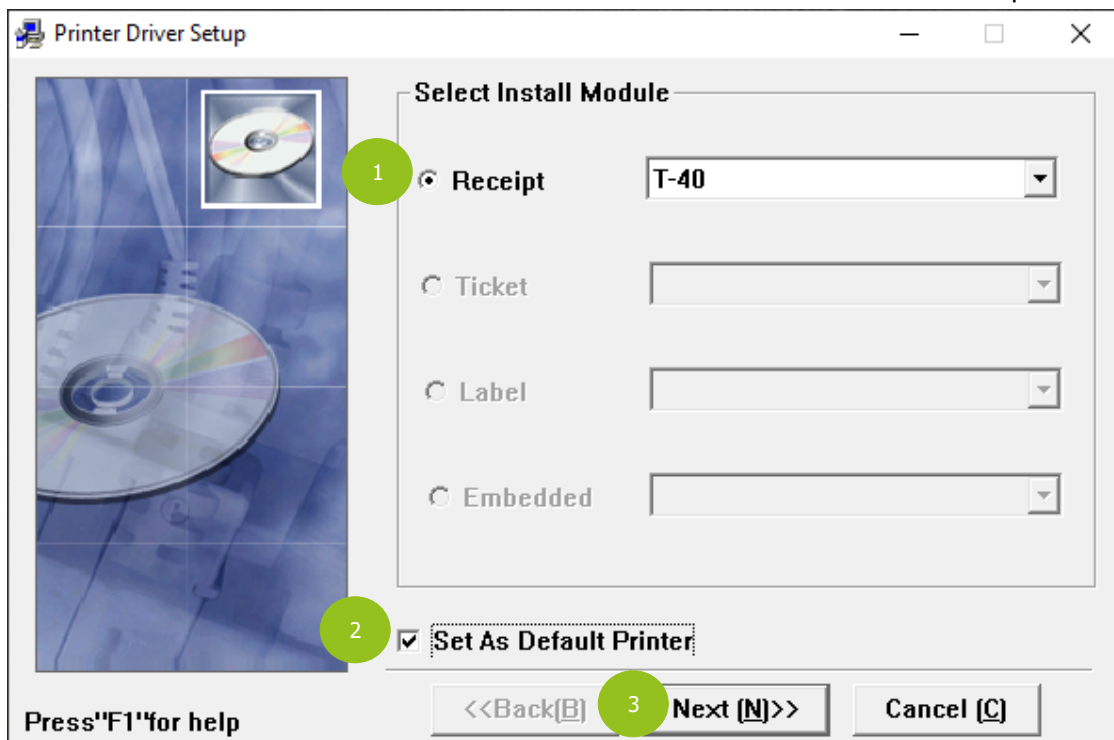 Printer Driver Setup
Select Install Module
1 Receipt T-40
Ticket
Label
Embedded
2 Set As Default Printer
<<Back(B) 3 Next (N)>> Cancel (C)
Press"F1"for help